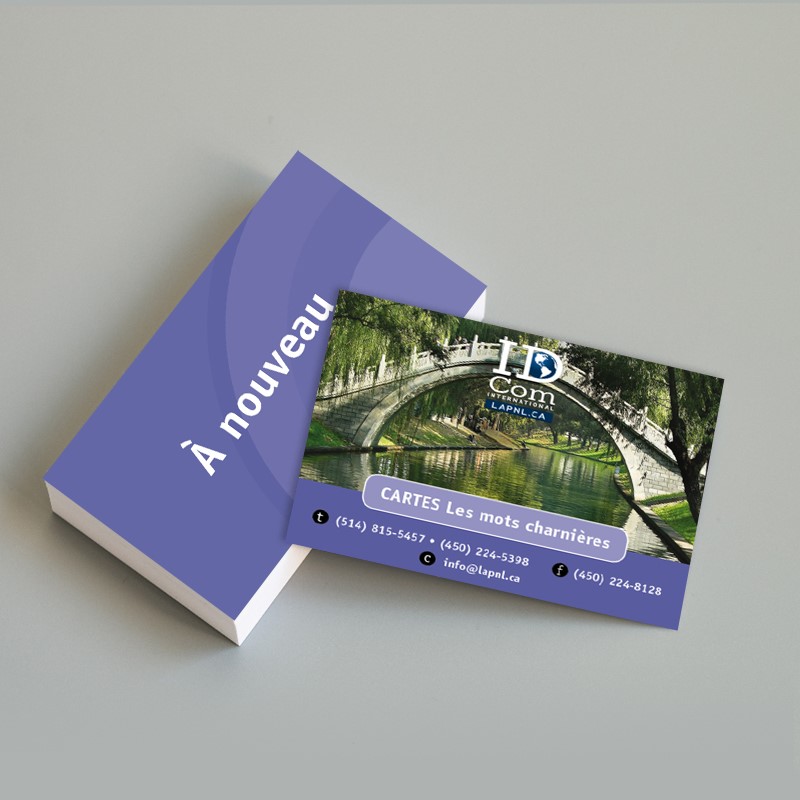 À nouveau
ID
Com
INTERNATIONAL
LAPNL.CA
CARTES Les mots charnières
t (514) 815-5457 • (450) 224-5398
f (450) 224-8128
c info@lapnl.ca